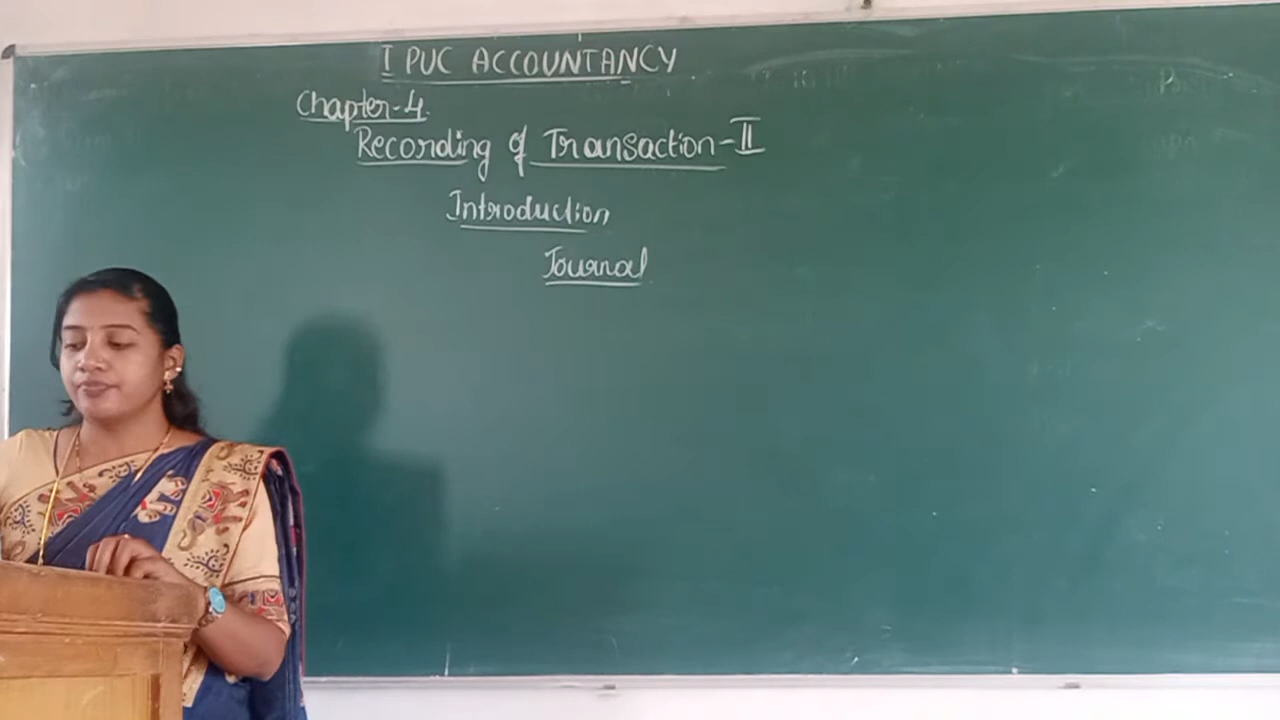 I PUC ACCOUNTANCY
Chapter-4.
Recording of Transaction-II
Introduction
Journal